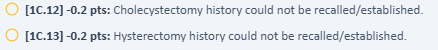 [1C.12] -0.2 pts: Cholecystectomy history could not be recalled/established.
[1C.13] -0.2 pts: Hysterectomy history could not be recalled/established.